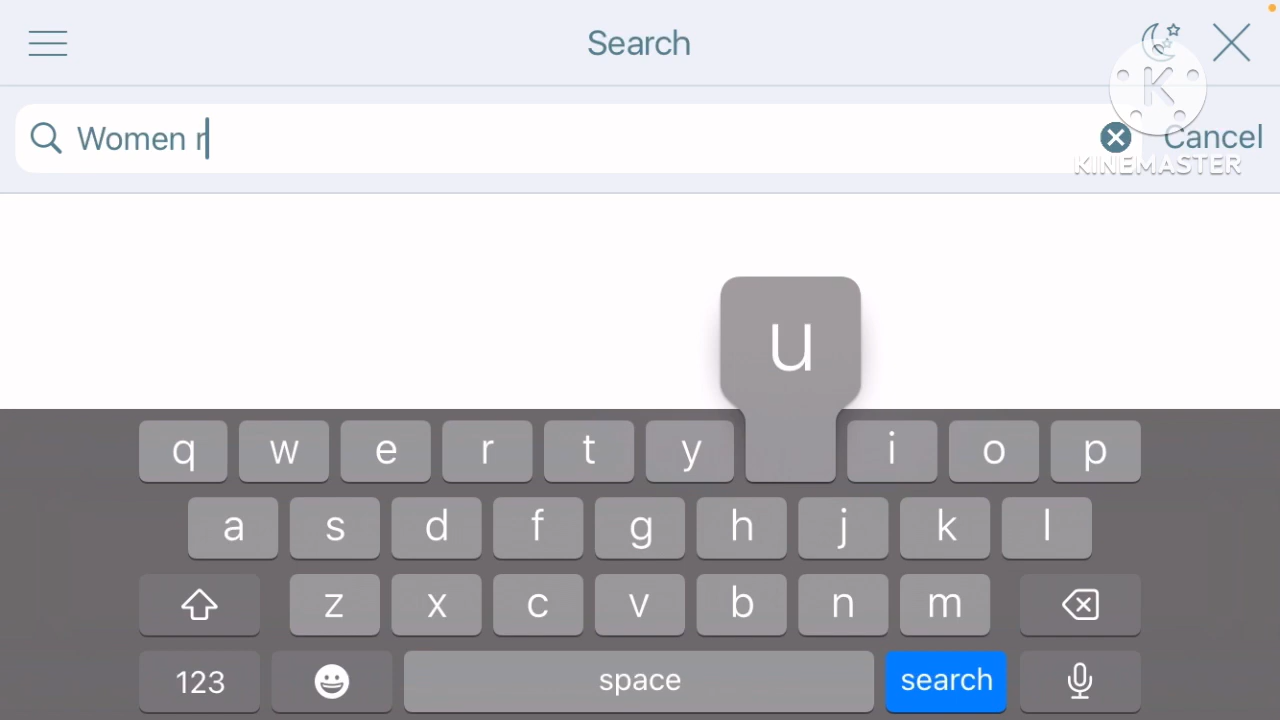 Search
Women r
Cancel
K
KINEMASTER
u
q w e r t y i o p
a s d f g h j k l
z x c v b n m
123 space search